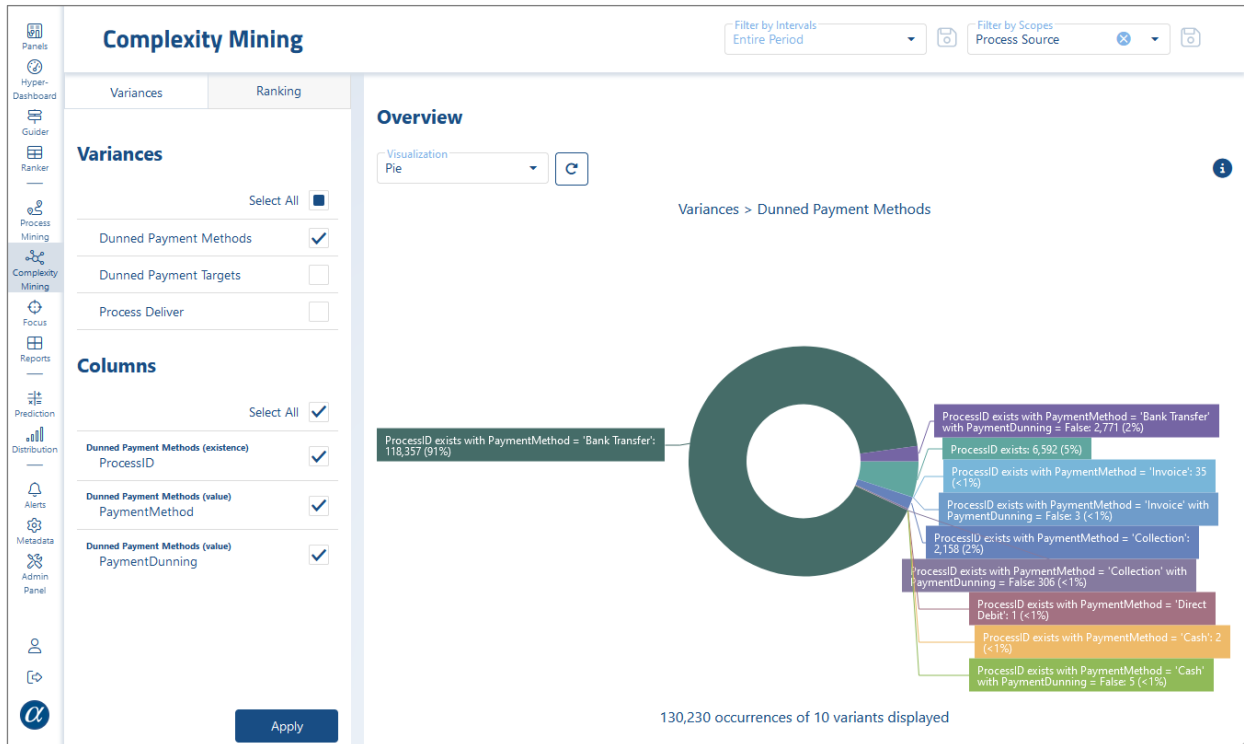 Panels
Hyper-
Dashboard
Guider
Ranker
Process
Mining
Complexity
Mining
Focus
Reports
Prediction
Distribution
Alerts
Metadata
Admin
Panel
α
Complexity Mining
Filter by Intervals
Entire Period
Filter by Scopes
Process Source
Variances
Ranking
Variances
Select All
Dunned Payment Methods
Dunned Payment Targets
Process Deliver
Columns
Select All
Dunned Payment Methods (existence)
ProcessID
Dunned Payment Methods (value)
PaymentMethod
Dunned Payment Methods (value)
PaymentDunning
Apply
Overview
Visualization
Pie
Variances > Dunned Payment Methods
ProcessID exists with PaymentMethod = 'Bank Transfer':
118,357 (91%)
ProcessID exists with PaymentMethod = 'Bank Transfer'
with PaymentDunning = False: 2,771 (2%)
ProcessID exists: 6,592 (5%)
ProcessID exists with PaymentMethod = 'Invoice': 35
(<1%)
ProcessID exists with PaymentMethod = 'Invoice' with
PaymentDunning = False: 3 (<1%)
ProcessID exists with PaymentMethod = 'Collection':
2,158 (2%)
ProcessID exists with PaymentMethod = 'Collection' with
PaymentDunning = False: 306 (<1%)
ProcessID exists with PaymentMethod = 'Direct
Debit': 1 (<1%)
ProcessID exists with PaymentMethod = 'Cash': 2
(<1%)
ProcessID exists with PaymentMethod = 'Cash'
with PaymentDunning = False: 5 (<1%)
130,230 occurrences of 10 variants displayed